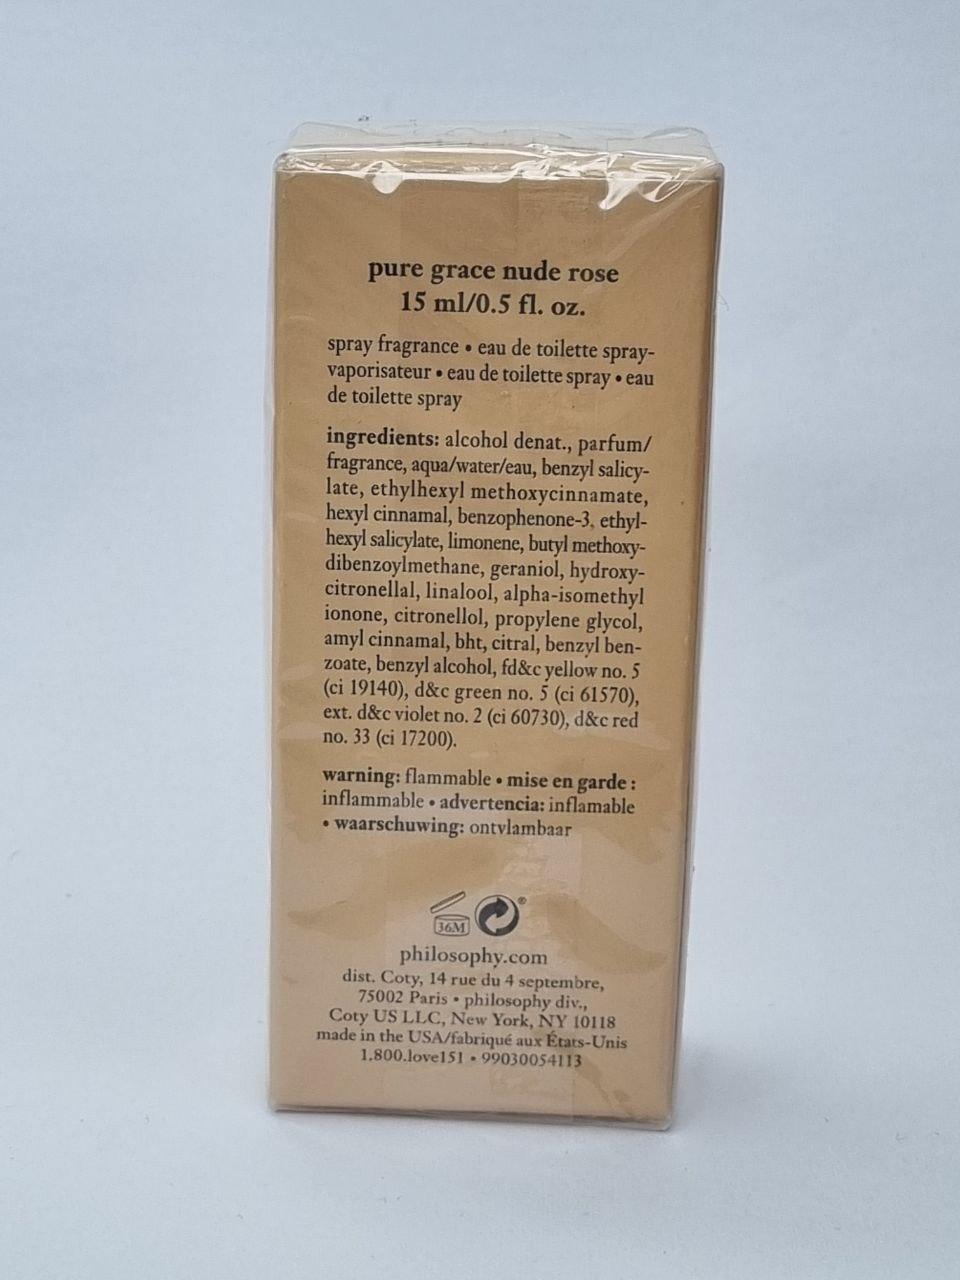 pure grace nude rose
15 ml/0.5 fl. oz.
spray fragrance • eau de toilette spray-
vaporisateur • eau de toilette spray • eau
de toilette spray
ingredients: alcohol denat., parfum/
fragrance, aqua/water/eau, benzyl salicy-
late, ethylhexyl methoxycinnamate,
hexyl cinnamal, benzophenone-3, ethyl-
hexyl salicylate, limonene, butyl methoxy-
dibenzoylmethane, geraniol, hydroxy-
citronellal, linalool, alpha-isomethyl
ionone, citronellol, propylene glycol,
amyl cinnamal, bht, citral, benzyl ben-
zoate, benzyl alcohol, fd&c yellow no. 5
(ci 19140), d&c green no. 5 (ci 61570),
ext. d&c violet no. 2 (ci 60730), d&c red
no. 33 (ci 17200).
warning: flammable • mise en garde :
inflammable • advertencia: inflamable
• waarschuwing: ontvlambaar
36M ®
philosophy.com
dist. Coty, 14 rue du 4 septembre,
75002 Paris • philosophy div.,
Coty US LLC, New York, NY 10118
made in the USA/fabriqué aux États-Unis
1.800.love151 • 99030054113